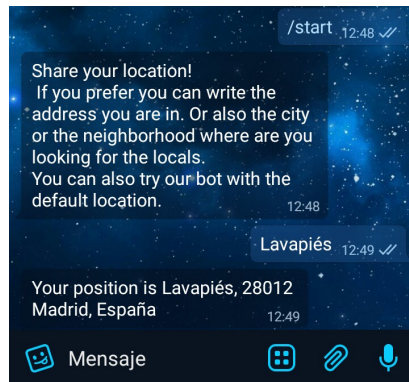 /start 12:48
Share your location!
If you prefer you can write the
address you are in. Or also the city
or the neighborhood where are you
looking for the locals.
You can also try our bot with the
default location.
12:48
Lavapiés 12:49
Your position is Lavapiés, 28012
Madrid, España
12:49
Mensaje